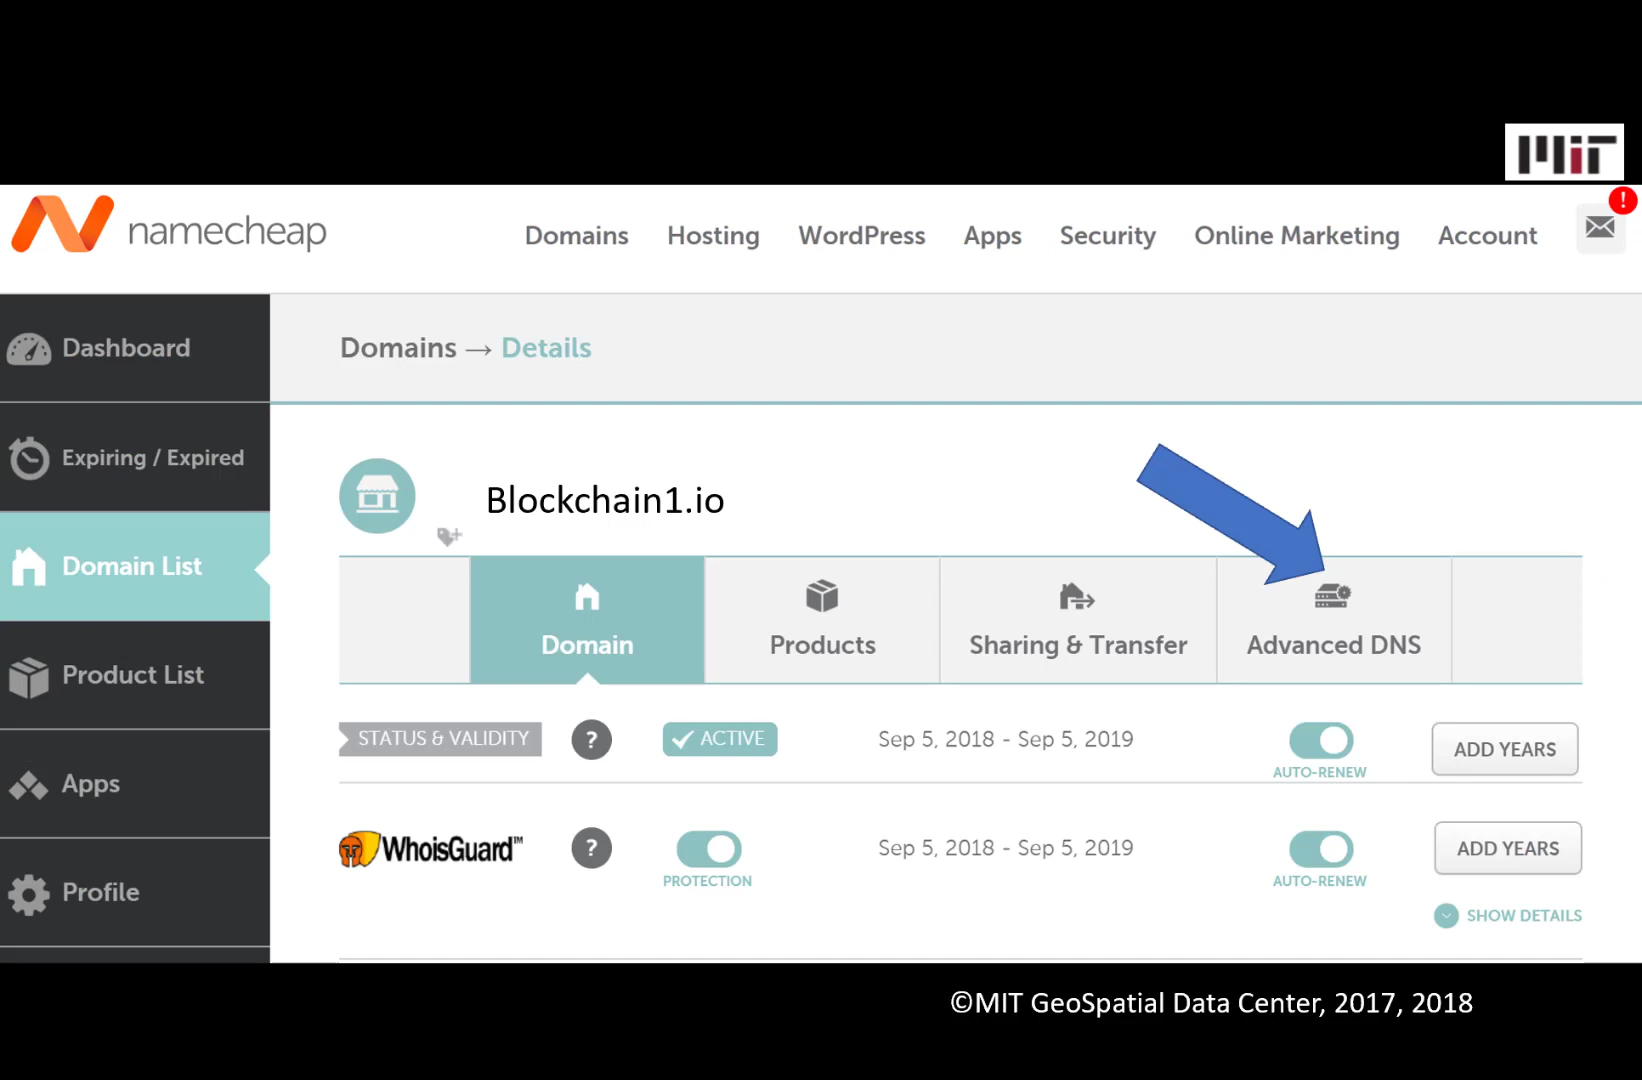 MIT
namecheap
Domains Hosting WordPress Apps Security Online Marketing Account !
Dashboard
Expiring / Expired
Domain List
Product List
Apps
Profile
Domains → Details
Blockchain1.io
Domain Products Sharing & Transfer Advanced DNS
STATUS & VALIDITY ? ACTIVE Sep 5, 2018 - Sep 5, 2019 AUTO-RENEW ADD YEARS
WhoisGuard™ ? PROTECTION Sep 5, 2018 - Sep 5, 2019 AUTO-RENEW ADD YEARS
SHOW DETAILS
©MIT GeoSpatial Data Center, 2017, 2018